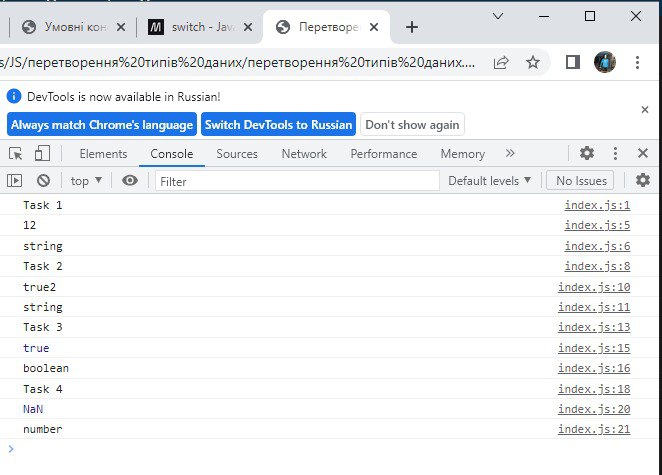 Умовні кон
switch - Java
Перетворен
s/JS/перетворення%20типів%20даних/перетворення%20типів%20даних....
DevTools is now available in Russian!
Always match Chrome's language Switch DevTools to Russian Don't show again
Elements Console Sources Network Performance Memory
top Filter Default levels No Issues
Task 1 index.js:1
12 index.js:5
string index.js:6
Task 2 index.js:8
true2 index.js:10
string index.js:11
Task 3 index.js:13
true index.js:15
boolean index.js:16
Task 4 index.js:18
NaN index.js:20
number index.js:21